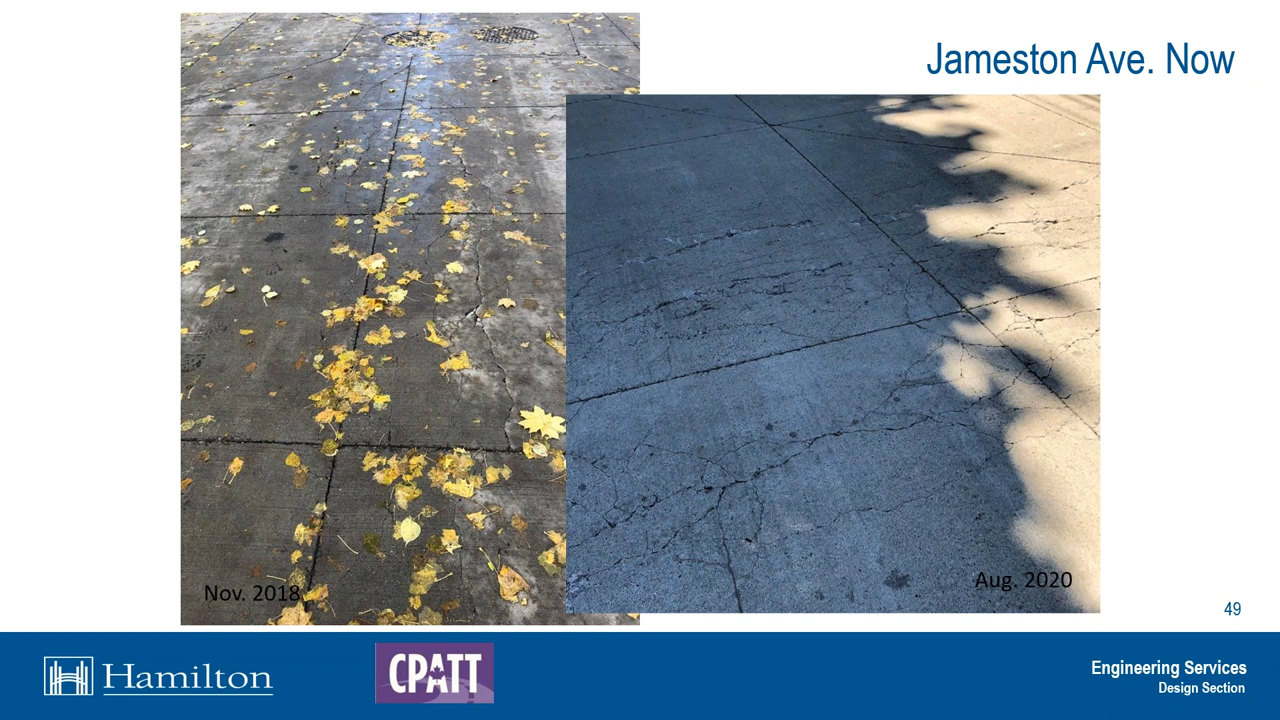 Jameston Ave. Now
Nov. 2018
Aug. 2020
49
Hamilton
CPATT
Engineering Services
Design Section